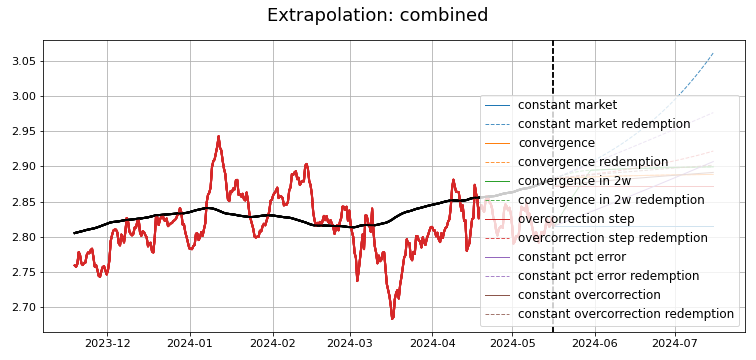 Extrapolation: combined
3.05
3.00
2.95
2.90
2.85
2.80
2.75
2.70
constant market
constant market redemption
convergence
convergence redemption
convergence in 2w
convergence in 2w redemption
overcorrection step
overcorrection step redemption
constant pct error
constant pct error redemption
constant overcorrection
constant overcorrection redemption
2023-12 2024-01 2024-02 2024-03 2024-04 2024-05 2024-06 2024-07